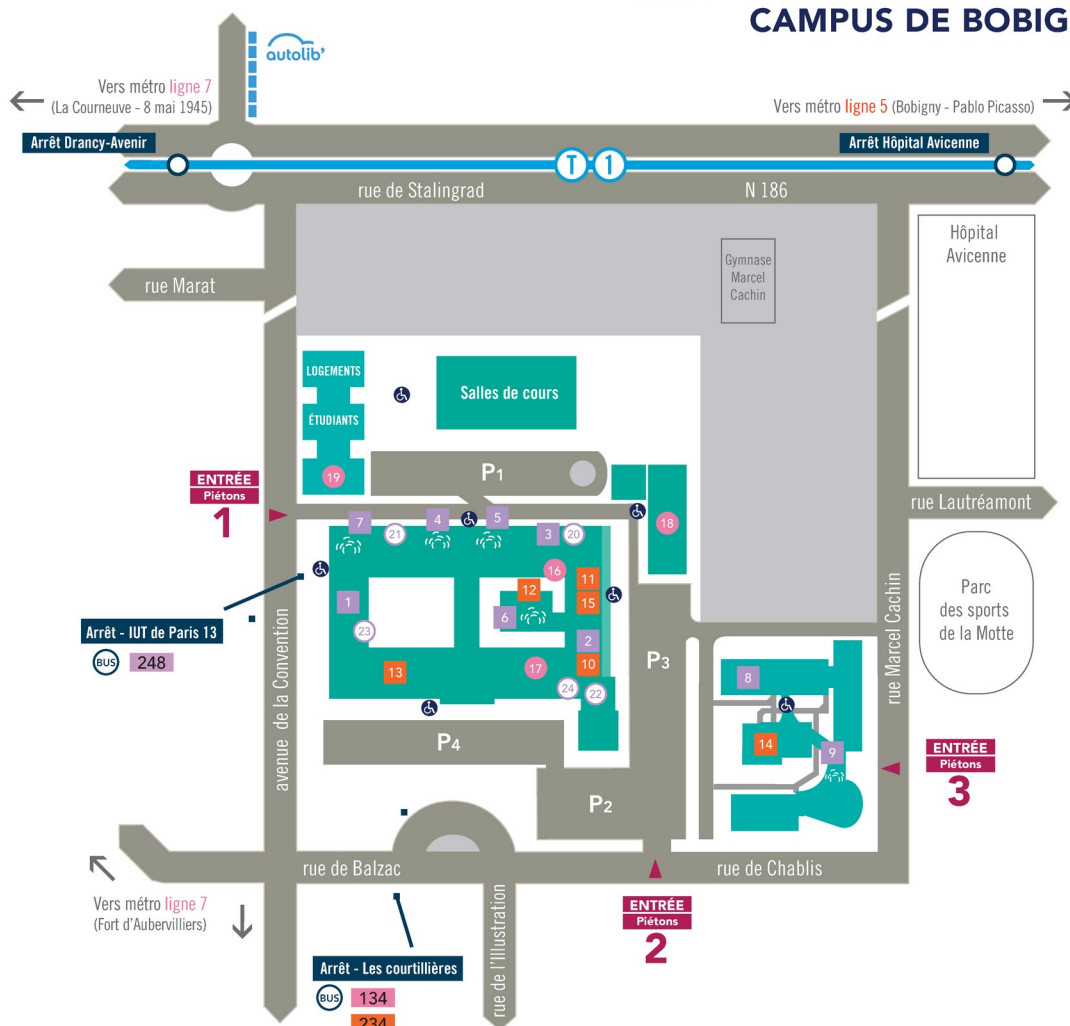 CAMPUS DE BOBIG
autolib'
Vers métro ligne 7
(La Courneuve - 8 mai 1945)
Vers métro ligne 5 (Bobigny - Pablo Picasso)
Arrêt Drancy-Avenir
Arrêt Hôpital Avicenne
T 1
rue de Stalingrad
N 186
Hôpital
Avicenne
Gymnase
Marcel
Cachin
rue Marat
LOGEMENTS
ÉTUDIANTS
19
Salles de cours
P1
ENTRÉE
Piétons
1
rue Lautréamont
7
21
4
5
3
20
18
16
11
12
15
1
6
23
2
13
17
10
24
22
P3
Parc
des sports
de la Motte
Arrêt - IUT de Paris 13
BUS 248
avenue de la Convention
rue Marcel Cachin
8
14
9
P4
P2
ENTRÉE
Piétons
3
rue de Balzac
rue de Chablis
Vers métro ligne 7
(Fort d'Aubervilliers)
ENTRÉE
Piétons
2
rue de l'Illustration
Arrêt - Les courtillières
BUS 134
234